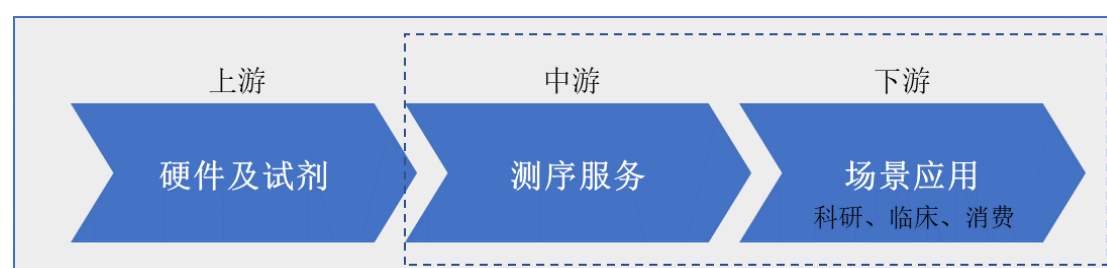 上游
中游
下游
硬件及试剂
测序服务
场景应用
科研、临床、消费